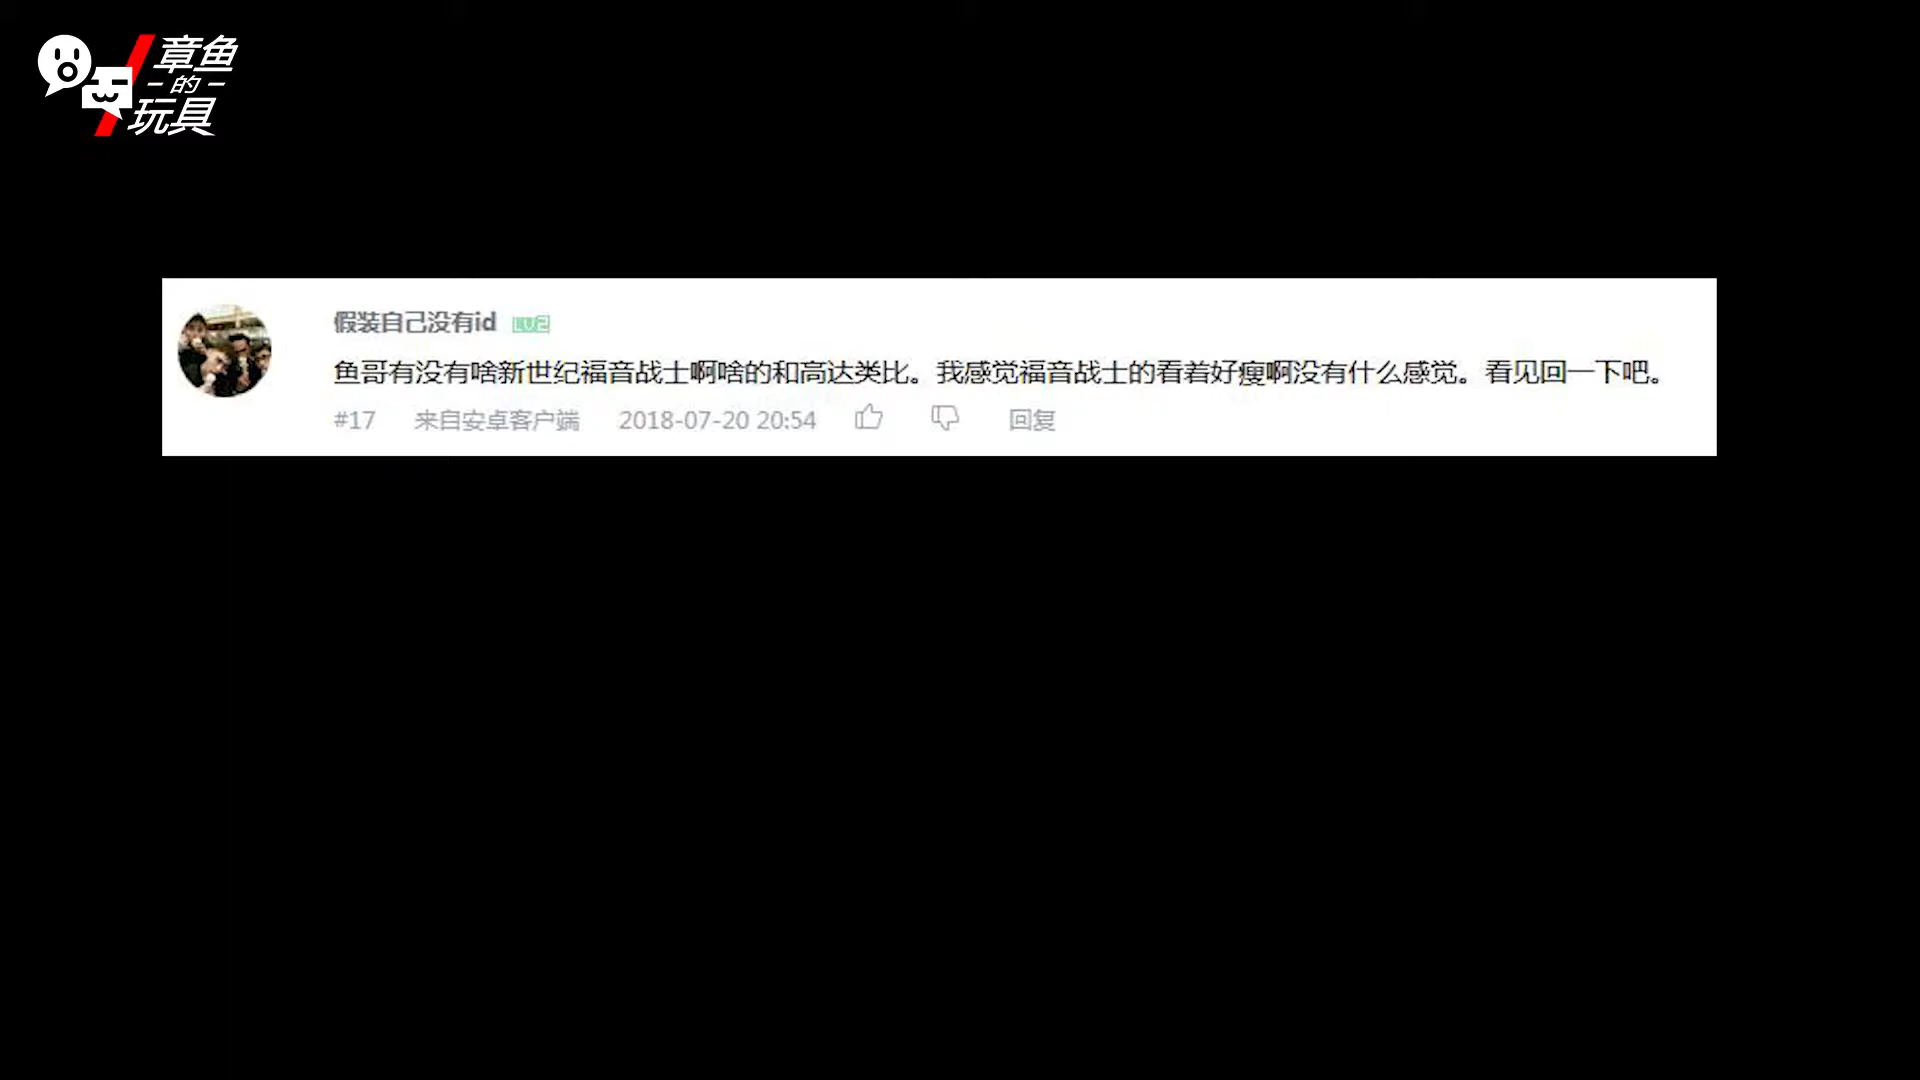 章鱼
的
玩具
假装自己没有id LV2
鱼哥有没有啥新世纪福音战士啊啥的和高达类比。我感觉福音战士的看着好瘦啊没有什么感觉。看见回一下吧。
#17 来自安卓客户端 2018-07-20 20:54 回复